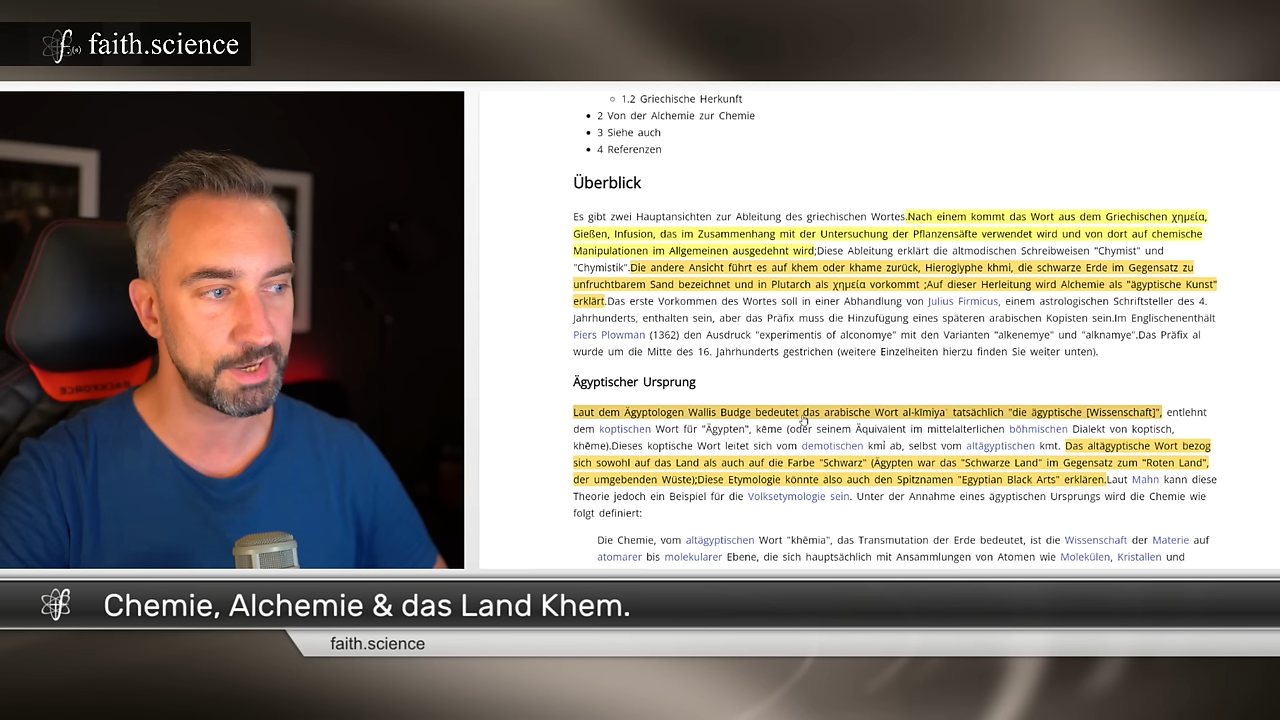 faith.science
1.2 Griechische Herkunft
2 Von der Alchemie zur Chemie
3 Siehe auch
4 Referenzen
Überblick
Es gibt zwei Hauptansichten zur Ableitung des griechischen Wortes.Nach einem kommt das Wort aus dem Griechischen χημεία,
Gießen, Infusion, das im Zusammenhang mit der Untersuchung der Pflanzensäfte verwendet wird und von dort auf chemische
Manipulationen im Allgemeinen ausgedehnt wird;Diese Ableitung erklärt die altmodischen Schreibweisen "Chymist" und
"Chymistik".Die andere Ansicht führt es auf khem oder khame zurück, Hieroglyphe khmi, die schwarze Erde im Gegensatz zu
unfruchtbarem Sand bezeichnet und in Plutarch als χημεία vorkommt ;Auf dieser Herleitung wird Alchemie als "ägyptische Kunst"
erklärt.Das erste Vorkommen des Wortes soll in einer Abhandlung von Julius Firmicus, einem astrologischen Schriftsteller des 4.
Jahrhunderts, enthalten sein, aber das Präfix muss die Hinzufügung eines späteren arabischen Kopisten sein.Im Englischenenthält
Piers Plowman (1362) den Ausdruck "experimentis of alconomye" mit den Varianten "alkenemye" und "alknamye".Das Präfix al
wurde um die Mitte des 16. Jahrhunderts gestrichen (weitere Einzelheiten hierzu finden Sie weiter unten).
Ägyptischer Ursprung
Laut dem Ägyptologen Wallis Budge bedeutet das arabische Wort al-kīmiyaʾ tatsächlich "die ägyptische [Wissenschaft]", entlehnt
dem koptischen Wort für "Ägypten", kēme (oder seinem Äquivalent im mittelalterlichen böhmischen Dialekt von koptisch,
khēme).Dieses koptische Wort leitet sich vom demotischen kmỉ ab, selbst vom altägyptischen kmt. Das altägyptische Wort bezog
sich sowohl auf das Land als auch auf die Farbe "Schwarz" (Ägypten war das "Schwarze Land" im Gegensatz zum "Roten Land",
der umgebenden Wüste);Diese Etymologie könnte also auch den Spitznamen "Egyptian Black Arts" erklären.Laut Mahn kann diese
Theorie jedoch ein Beispiel für die Volksetymologie sein. Unter der Annahme eines ägyptischen Ursprungs wird die Chemie wie
folgt definiert:
Die Chemie, vom altägyptischen Wort "khēmia", das Transmutation der Erde bedeutet, ist die Wissenschaft der Materie auf
atomarer bis molekularer Ebene, die sich hauptsächlich mit Ansammlungen von Atomen wie Molekülen, Kristallen und
BACKFORCE
Chemie, Alchemie & das Land Khem.
faith.science